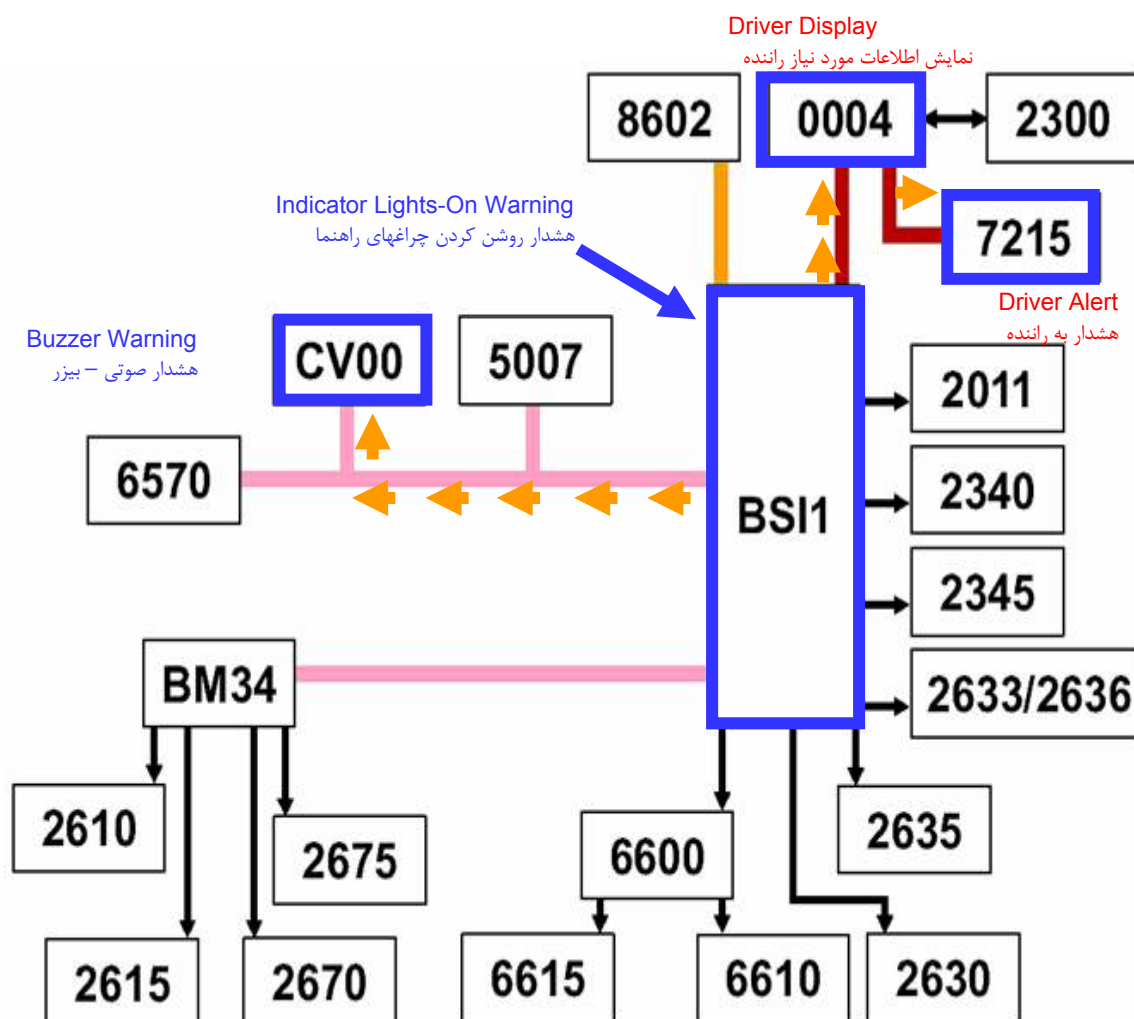 Driver Display
نمایش اطلاعات مورد نیاز راننده
8602
0004
2300
Indicator Lights-On Warning
هشدار روشن کردن چراغهای راهنما
7215
Driver Alert
هشدار به راننده
Buzzer Warning
هشدار صوتی – بیزر
CV00
5007
2011
6570
2340
BSI1
2345
BM34
2633/2636
2610
2675
6600
2635
2615
2670
6615
6610
2630